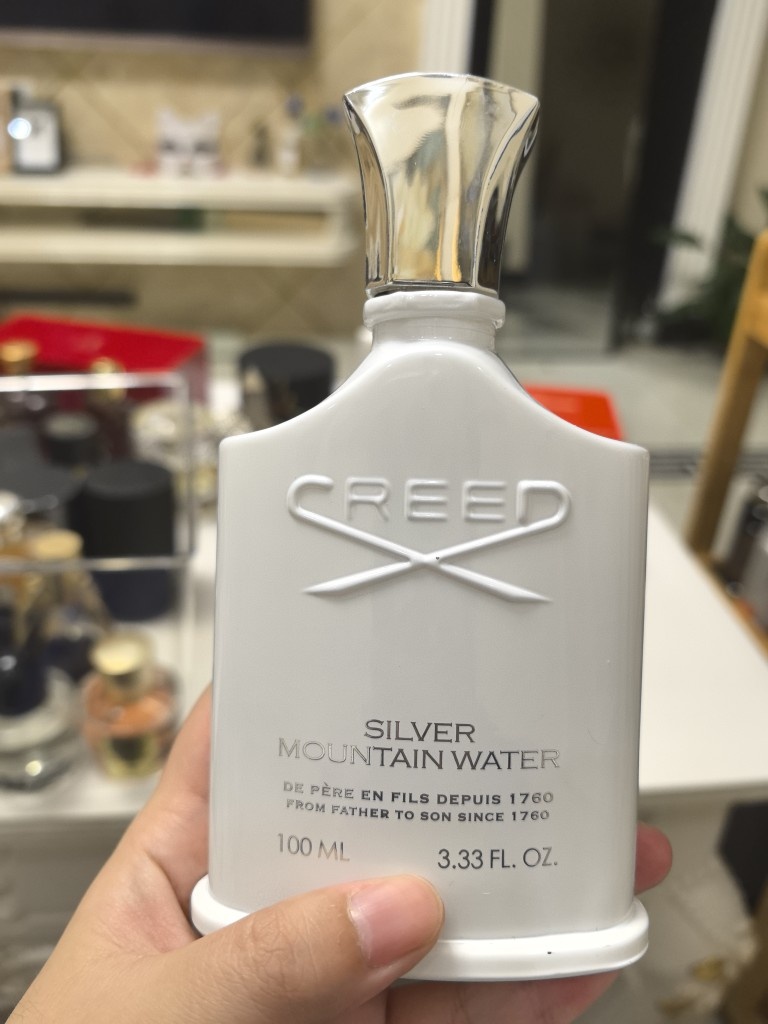 CREED
SILVER
MOUNTAIN WATER
DE PÈRE EN FILS DEPUIS 1760
FROM FATHER TO SON SINCE 1760
100 ML 3.33 FL. OZ.